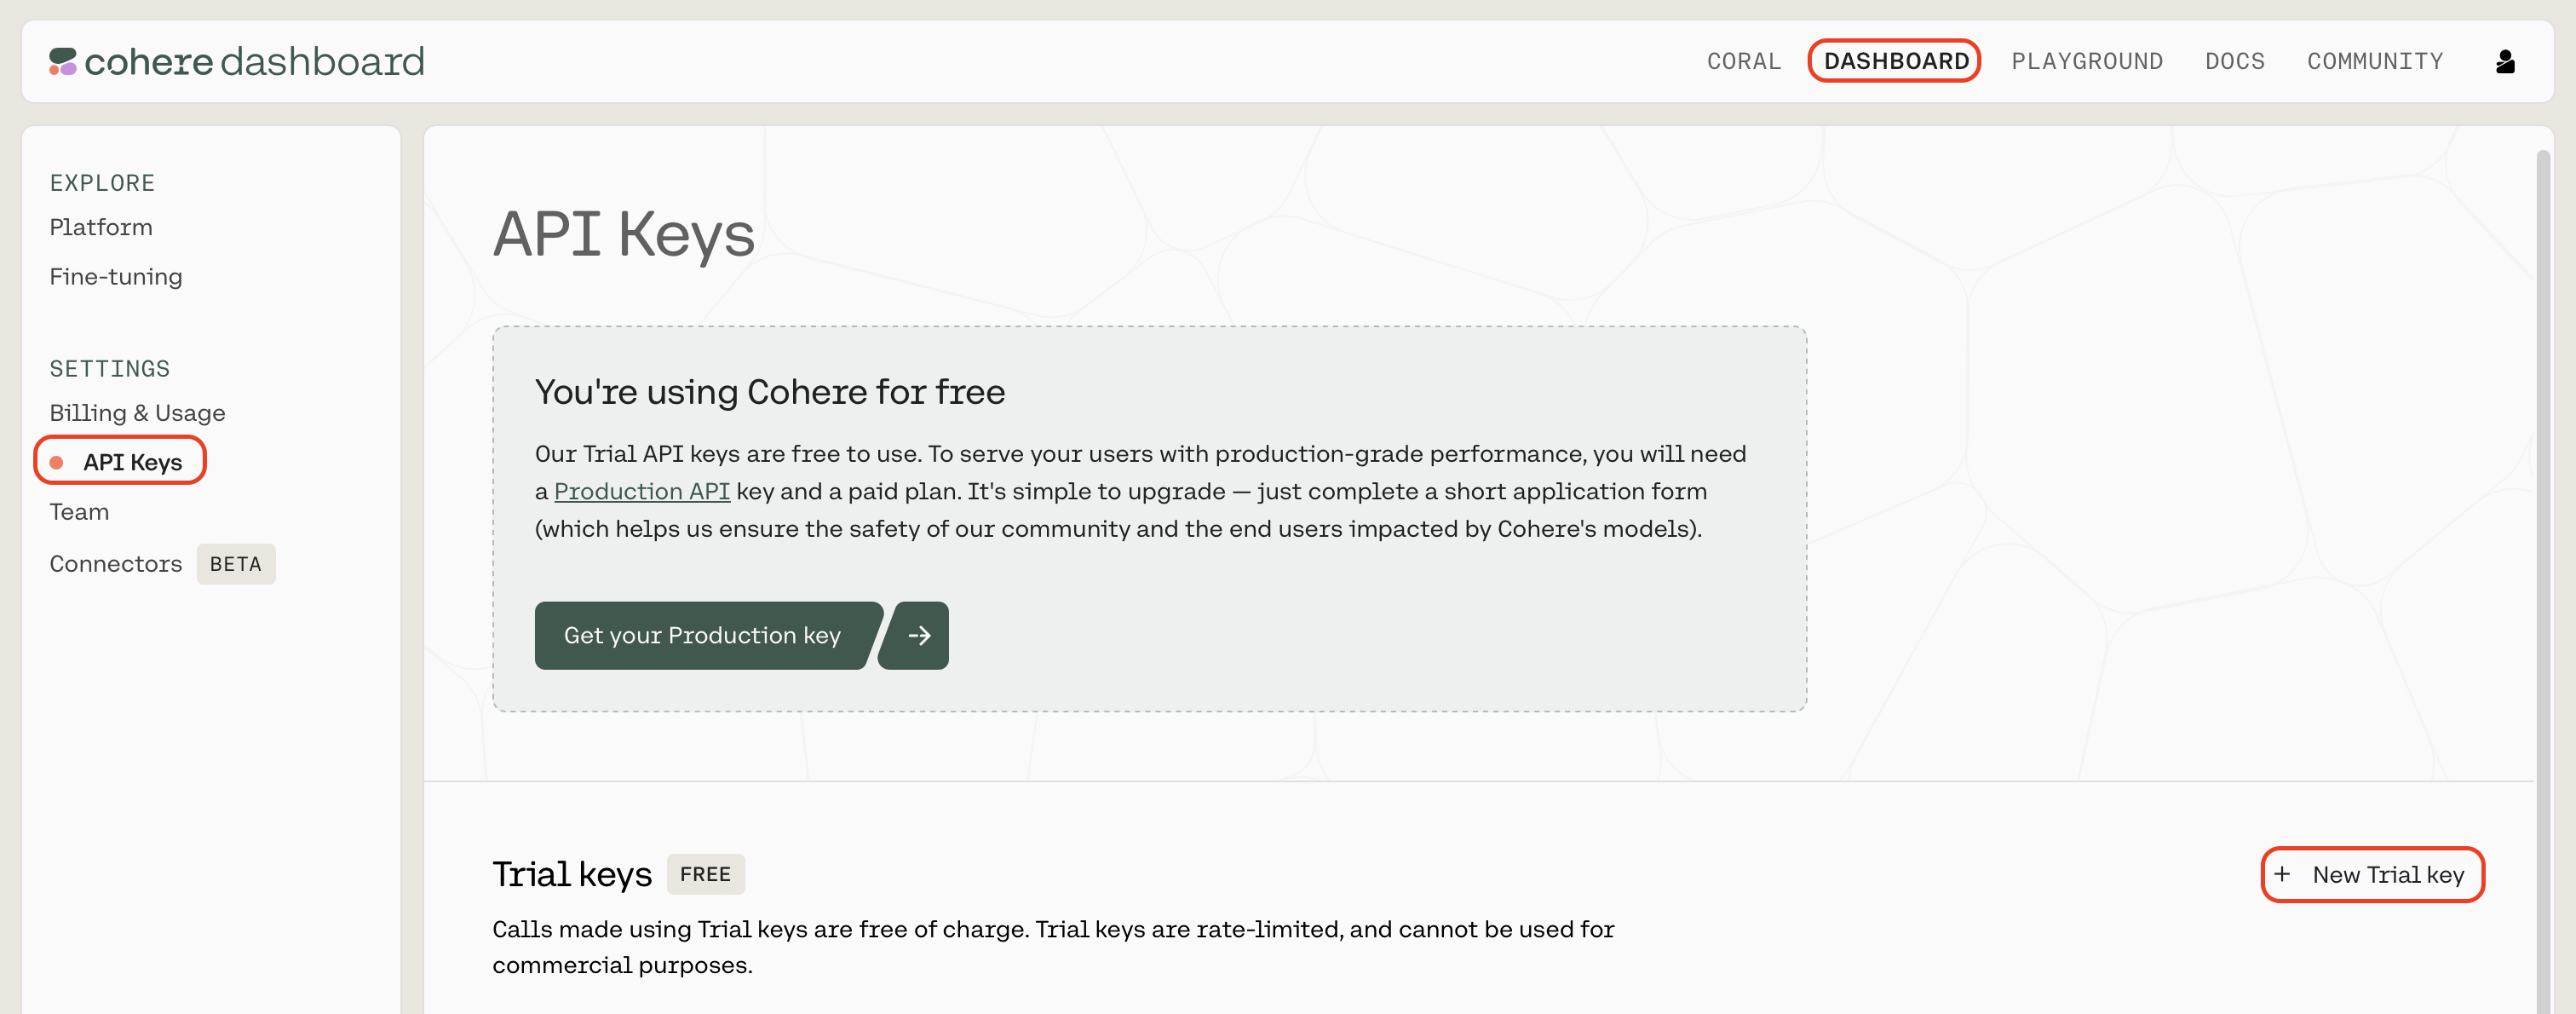 cohere dashboard
CORAL
DASHBOARD
PLAYGROUND
DOCS
COMMUNITY
EXPLORE
Platform
Fine-tuning
SETTINGS
Billing & Usage
API Keys
Team
Connectors BETA
API Keys
You're using Cohere for free
Our Trial API keys are free to use. To serve your users with production-grade performance, you will need
a Production API key and a paid plan. It's simple to upgrade — just complete a short application form
(which helps us ensure the safety of our community and the end users impacted by Cohere's models).
Get your Production key →
Trial keys FREE
+ New Trial key
Calls made using Trial keys are free of charge. Trial keys are rate-limited, and cannot be used for
commercial purposes.